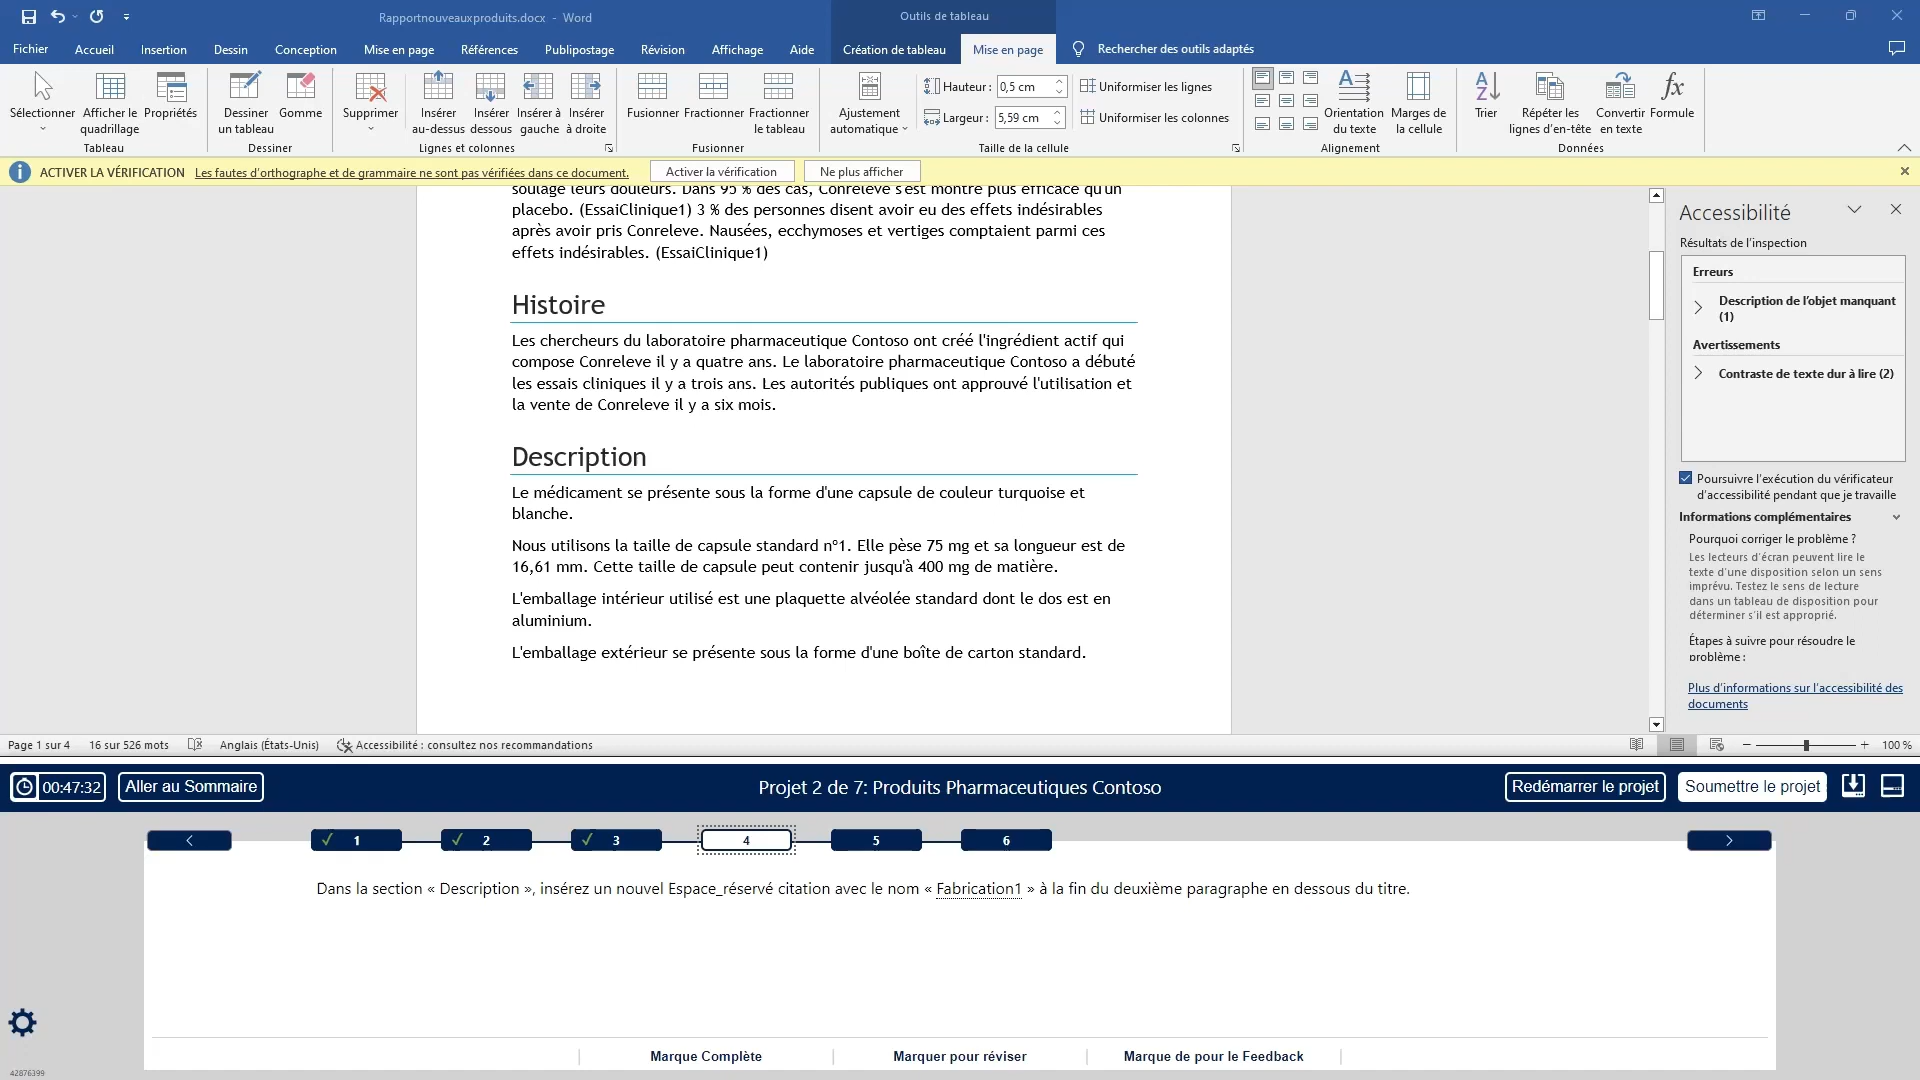 Rapportnouveauxproduits.docx - Word
Outils de tableau
Fichier Accueil Insertion Dessin Conception Mise en page Références Publipostage Révision Affichage Aide Création de tableau Mise en page Rechercher des outils adaptés
Sélectionner
Afficher le quadrillage
Propriétés
Tableau
Dessiner un tableau
Gomme
Dessiner
Supprimer
Insérer au-dessus
Insérer dessous
Insérer à gauche
Insérer à droite
Lignes et colonnes
Fusionner
Fractionner
Fractionner le tableau
Fusionner
Ajustement automatique
Hauteur : 0,5 cm
Largeur : 5,59 cm
Uniformiser les lignes
Uniformiser les colonnes
Taille de la cellule
Orientation du texte
Marges de la cellule
Alignement
Trier
Répéter les lignes d'en-tête
Convertir en texte
Formule
Données
ACTIVER LA VÉRIFICATION Les fautes d'orthographe et de grammaire ne sont pas vérifiées dans ce document. Activer la vérification Ne plus afficher
soulagé leurs douleurs. Dans 95 % des cas, Conreleve s'est montré plus efficace qu'un
placebo. (EssaiClinique1) 3 % des personnes disent avoir eu des effets indésirables
après avoir pris Conreleve. Nausées, ecchymoses et vertiges comptaient parmi ces
effets indésirables. (EssaiClinique1)
Histoire
Les chercheurs du laboratoire pharmaceutique Contoso ont créé l'ingrédient actif qui
compose Conreleve il y a quatre ans. Le laboratoire pharmaceutique Contoso a débuté
les essais cliniques il y a trois ans. Les autorités publiques ont approuvé l'utilisation et
la vente de Conreleve il y a six mois.
Description
Le médicament se présente sous la forme d'une capsule de couleur turquoise et
blanche.
Nous utilisons la taille de capsule standard n°1. Elle pèse 75 mg et sa longueur est de
16,61 mm. Cette taille de capsule peut contenir jusqu'à 400 mg de matière.
L'emballage intérieur utilisé est une plaquette alvéolée standard dont le dos est en
aluminium.
L'emballage extérieur se présente sous la forme d'une boîte de carton standard.
Accessibilité
Résultats de l'inspection
Erreurs
Description de l'objet manquant
(1)
Avertissements
Contraste de texte dur à lire (2)
Poursuivre l'exécution du vérificateur
d'accessibilité pendant que je travaille
Informations complémentaires
Pourquoi corriger le problème ?
Les lecteurs d'écran peuvent lire le
texte d'une disposition selon un sens
imprévu. Testez le sens de lecture
dans un tableau de disposition pour
déterminer s'il est approprié.
Étapes à suivre pour résoudre le
problème :
Plus d'informations sur l'accessibilité des
documents
Page 1 sur 4 16 sur 526 mots Anglais (États-Unis) Accessibilité : consultez nos recommandations 100 %
00:47:32 Aller au Sommaire Projet 2 de 7: Produits Pharmaceutiques Contoso Redémarrer le projet Soumettre le projet
1 2 3 4 5 6
Dans la section « Description », insérez un nouvel Espace_réservé citation avec le nom « Fabrication1 » à la fin du deuxième paragraphe en dessous du titre.
Marque Complète Marquer pour réviser Marque de pour le Feedback
42876399